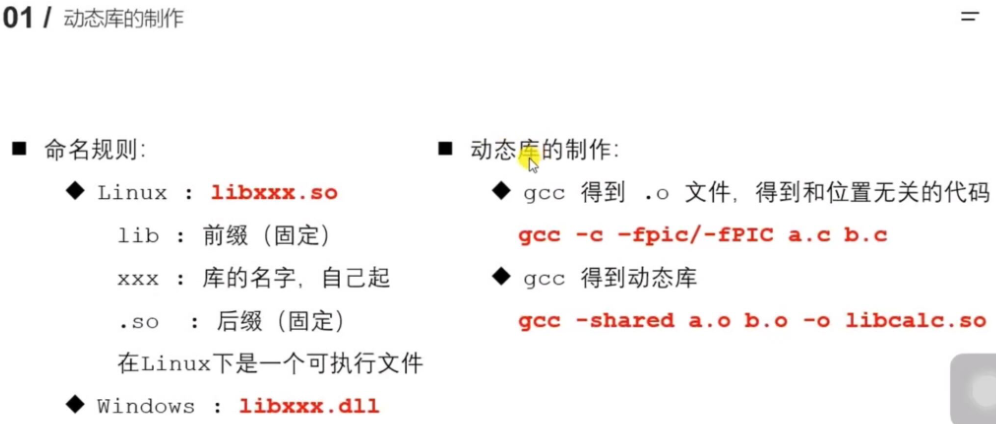 01 / 动态库的制作
■ 命名规则:
◆ Linux : libxxx.so
lib : 前缀（固定）
xxx : 库的名字, 自己起
.so : 后缀（固定）
在Linux下是一个可执行文件
◆ Windows : libxxx.dll
■ 动态库的制作:
◆ gcc 得到 .o 文件, 得到和位置无关的代码
gcc -c -fpic/-fPIC a.c b.c
◆ gcc 得到动态库
gcc -shared a.o b.o -o libcalc.so